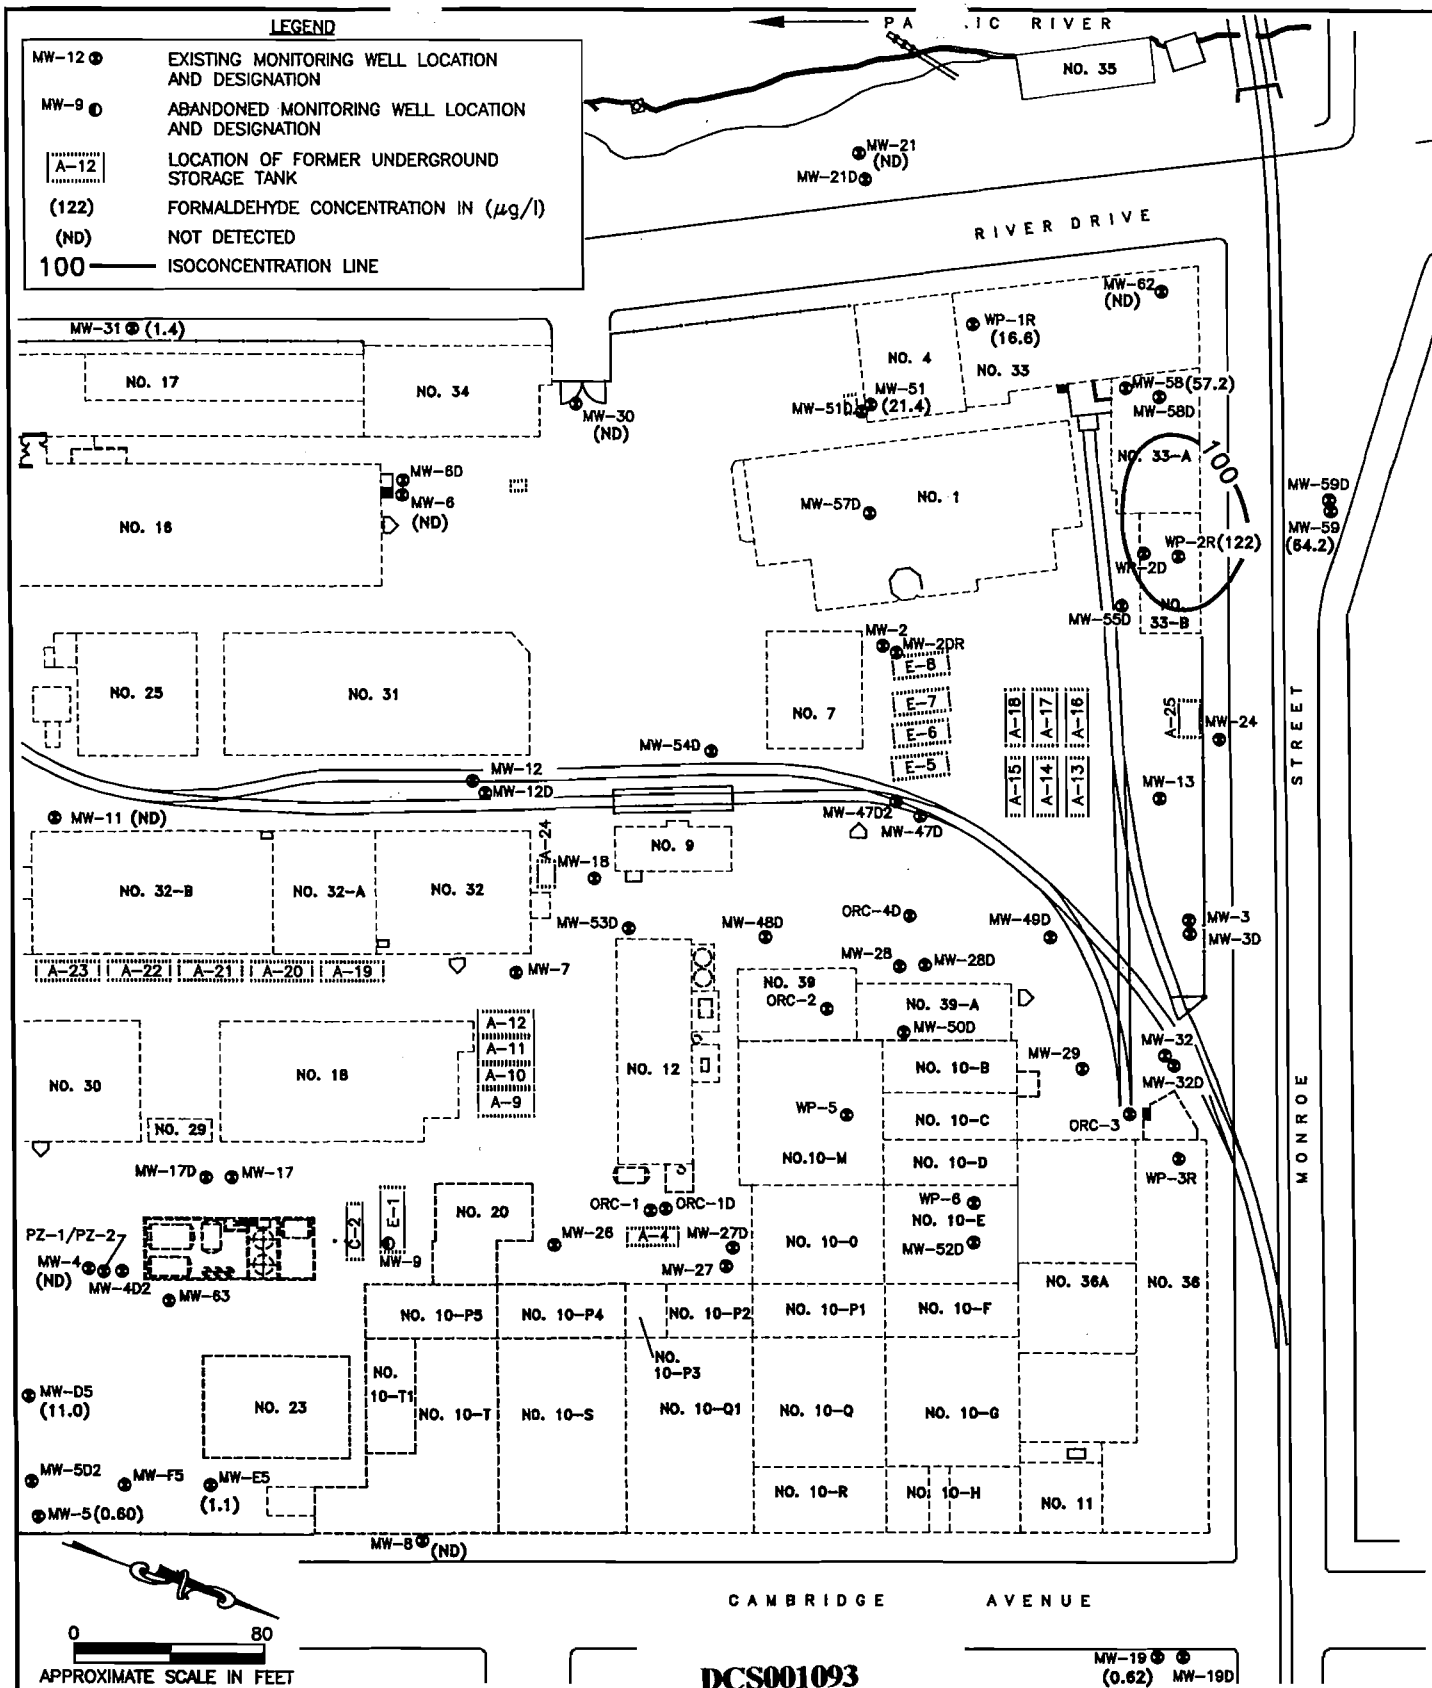 LEGEND
MW-12 EXISTING MONITORING WELL LOCATION
AND DESIGNATION
MW-9 ABANDONED MONITORING WELL LOCATION
AND DESIGNATION
A-12 LOCATION OF FORMER UNDERGROUND
STORAGE TANK
(122) FORMALDEHYDE CONCENTRATION IN (µg/l)
(ND) NOT DETECTED
100 ISOCONCENTRATION LINE
PA IC RIVER
NO. 35
MW-21
(ND)
MW-21D
RIVER DRIVE
MW-62
(ND)
MW-31 (1.4)
WP-1R
(16.6)
NO. 4
NO. 33
NO. 17
NO. 34
MW-58 (57.2)
MW-58D
MW-51
(21.4)
MW-51D
MW-30
(ND)
NO. 33-A
100
MW-6D
MW-6
(ND)
NO. 16
MW-57D
NO. 1
MW-59D
MW-59
(64.2)
WP-2R(122)
WP-2D
MW-55D
NO.
33-B
MW-2
MW-2DR
E-8
E-7
E-6
E-5
NO. 25
NO. 31
NO. 7
A-18
A-17
A-16
A-15
A-14
A-13
A-25
MW-24
STREET
MW-54D
MW-12
MW-12D
MW-13
MW-11 (ND)
MW-47D2
MW-47D
A-24
NO. 9
MW-18
NO. 32-B
NO. 32-A
NO. 32
MW-53D
MW-48D
ORC-4D
MW-49D
MW-3
MW-3D
A-23
A-22
A-21
A-20
A-19
MW-7
MW-28
MW-28D
NO. 39
ORC-2
NO. 39-A
MW-50D
A-12
A-11
A-10
A-9
NO. 30
NO. 18
NO. 29
NO. 12
NO. 10-B
MW-29
MW-32
MW-32D
WP-5
NO. 10-C
ORC-3
NO.10-M
NO. 10-D
WP-3R
MONROE
MW-17D
MW-17
ORC-1
ORC-1D
WP-6
NO. 10-E
MW-52D
PZ-1/PZ-2
MW-4
(ND)
MW-4D2
MW-63
C-2
E-1
MW-9
NO. 20
MW-26
A-4
MW-27D
MW-27
NO. 10-O
NO. 36A
NO. 36
NO. 10-P5
NO. 10-P4
NO. 10-P2
NO. 10-P1
NO. 10-F
NO.
10-P3
MW-D5
(11.0)
NO. 23
NO.
10-T1
NO. 10-T
NO. 10-S
NO. 10-Q1
NO. 10-Q
NO. 10-G
MW-5D2
MW-F5
MW-E5
(1.1)
MW-5(0.60)
NO. 10-R
NO. 10-H
NO. 11
MW-8
(ND)
CAMBRIDGE AVENUE
0 80
APPROXIMATE SCALE IN FEET
DCS001093
MW-19
(0.62)
MW-19D